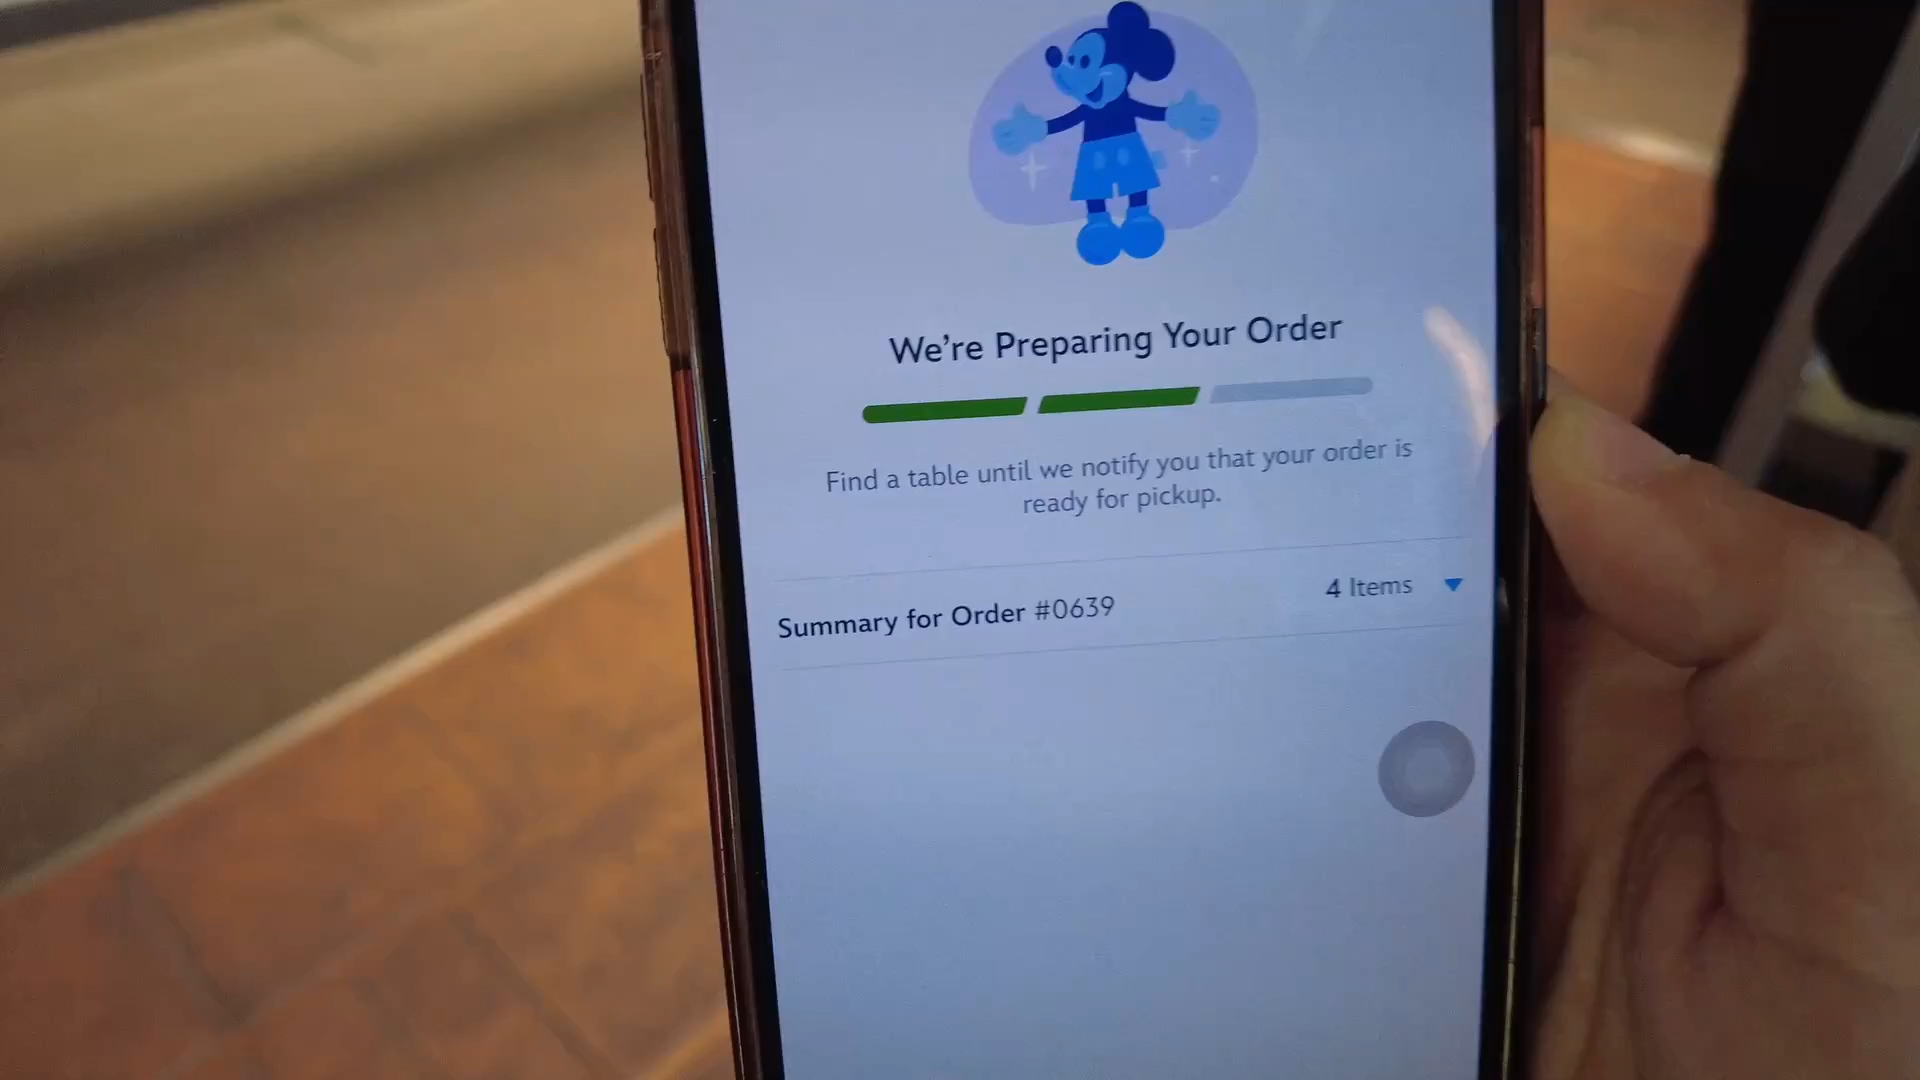 We're Preparing Your Order
Find a table until we notify you that your order is
ready for pickup.
Summary for Order #0639
4 Items